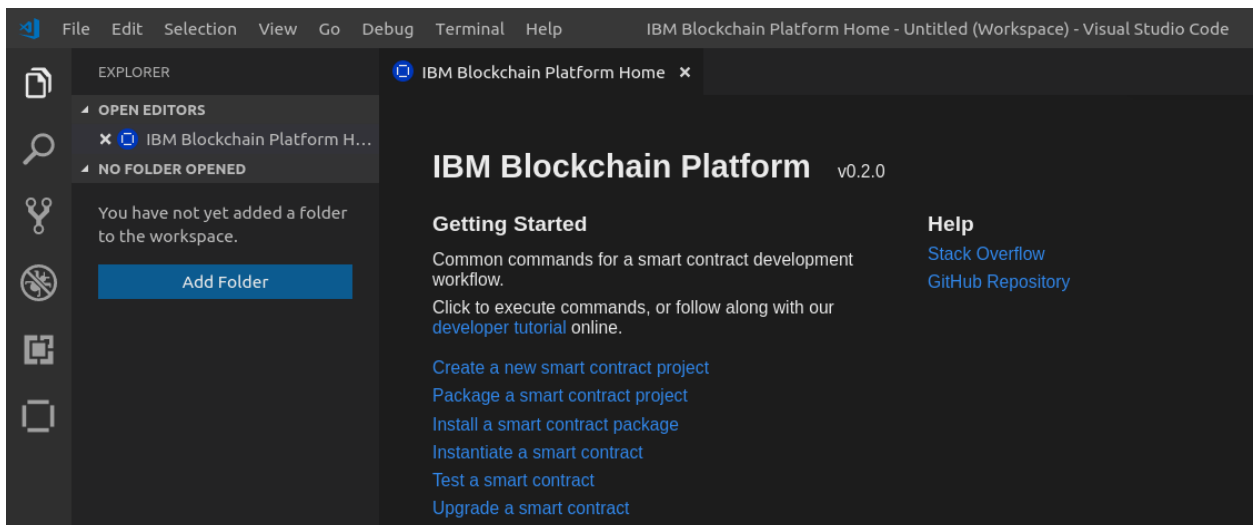 File Edit Selection View Go Debug Terminal Help IBM Blockchain Platform Home - Untitled (Workspace) - Visual Studio Code
EXPLORER
OPEN EDITORS
IBM Blockchain Platform H...
NO FOLDER OPENED
You have not yet added a folder
to the workspace.
Add Folder
IBM Blockchain Platform Home
IBM Blockchain Platform v0.2.0
Getting Started
Common commands for a smart contract development
workflow.
Click to execute commands, or follow along with our
developer tutorial online.
Create a new smart contract project
Package a smart contract project
Install a smart contract package
Instantiate a smart contract
Test a smart contract
Upgrade a smart contract
Help
Stack Overflow
GitHub Repository